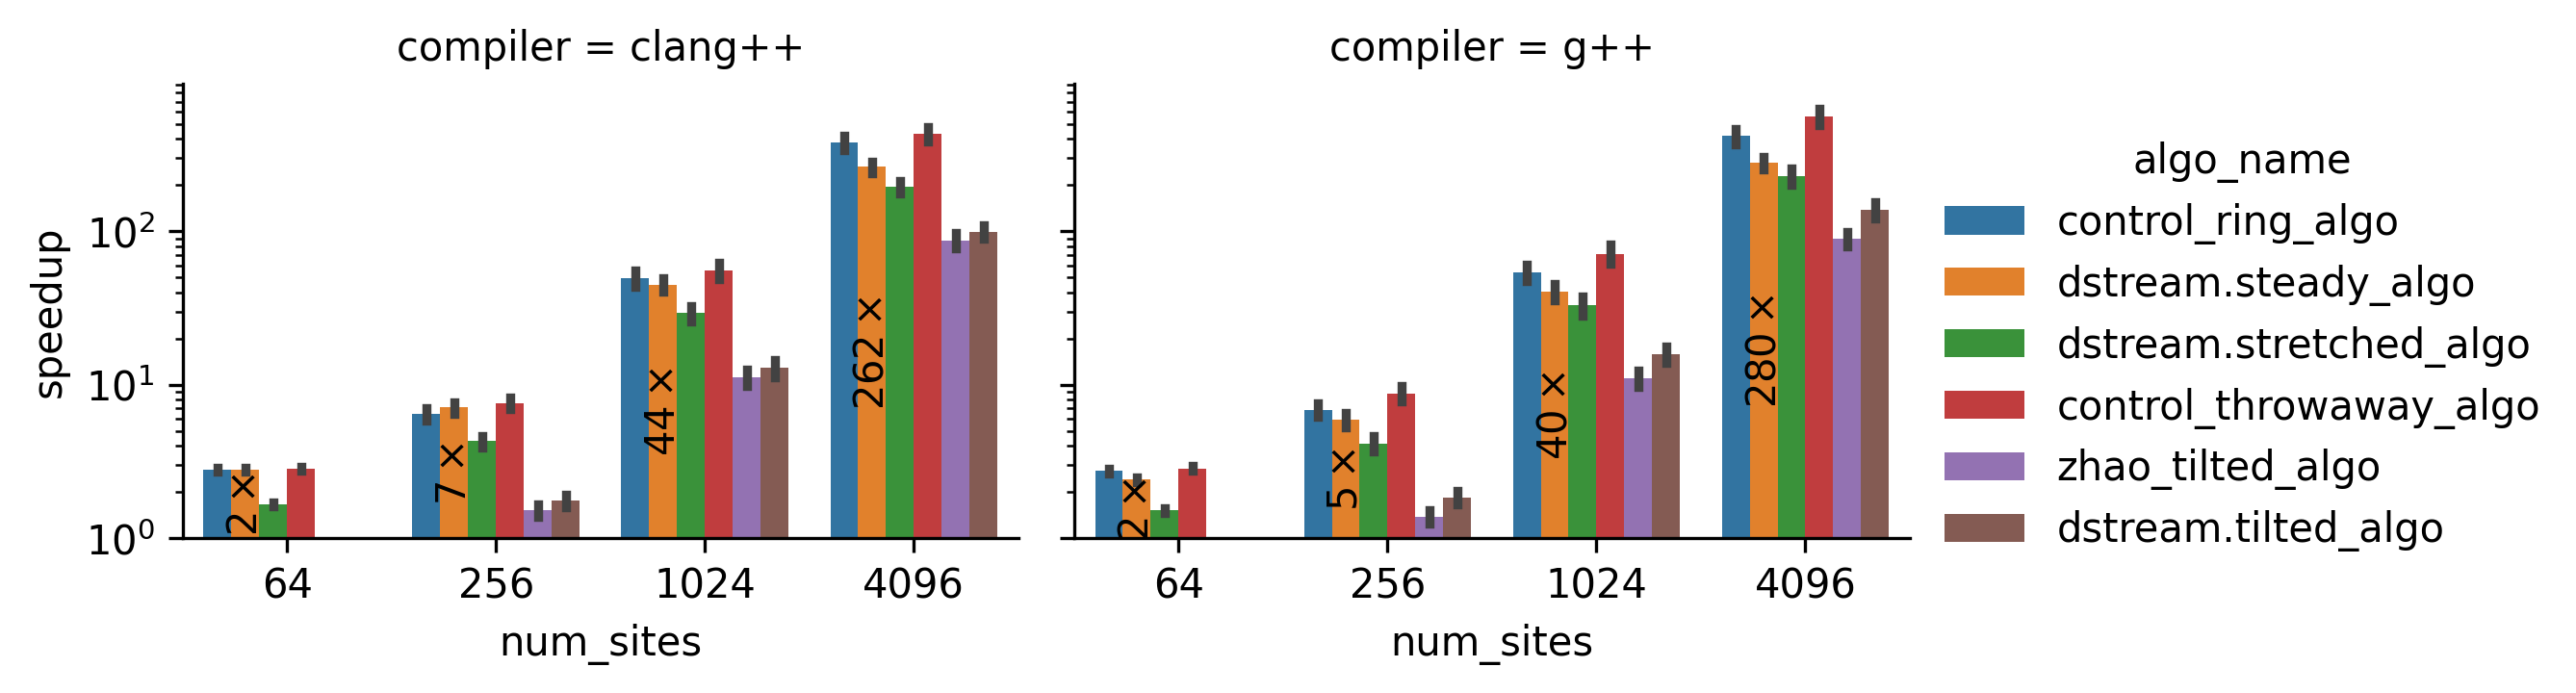 compiler = clang++
compiler = g++
speedup
10²
10¹
10⁰
2 ×
7 ×
44 ×
262 ×
2 ×
5 ×
40 ×
280 ×
64 256 1024 4096
64 256 1024 4096
num_sites
num_sites
algo_name
control_ring_algo
dstream.steady_algo
dstream.stretched_algo
control_throwaway_algo
zhao_tilted_algo
dstream.tilted_algo